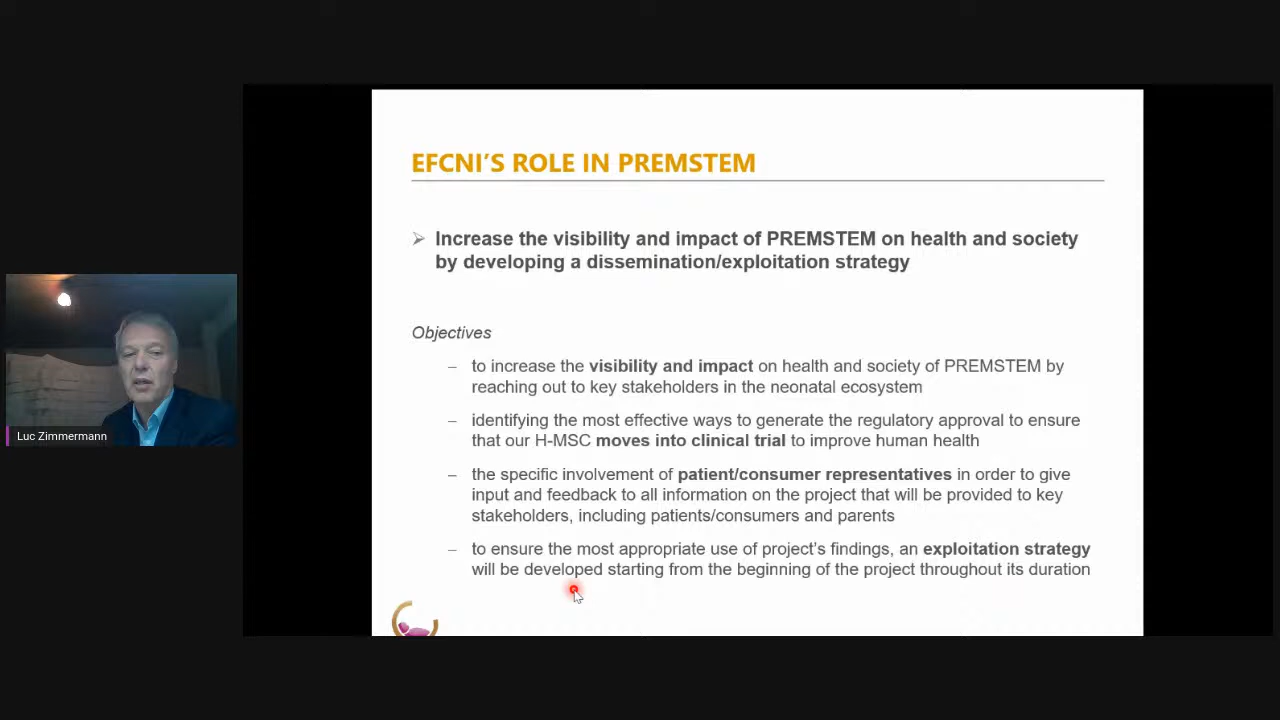 EFCNI'S ROLE IN PREMSTEM
➢ Increase the visibility and impact of PREMSTEM on health and society
by developing a dissemination/exploitation strategy
Objectives
– to increase the visibility and impact on health and society of PREMSTEM by
reaching out to key stakeholders in the neonatal ecosystem
– identifying the most effective ways to generate the regulatory approval to ensure
that our H-MSC moves into clinical trial to improve human health
– the specific involvement of patient/consumer representatives in order to give
input and feedback to all information on the project that will be provided to key
stakeholders, including patients/consumers and parents
– to ensure the most appropriate use of project's findings, an exploitation strategy
will be developed starting from the beginning of the project throughout its duration
Luc Zimmermann